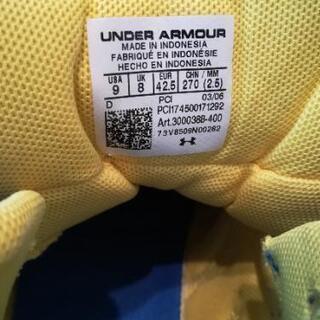 UNDER ARMOUR
MADE IN INDONESIA
FABRIQUÉ EN INDONÉSIE
HECHO EN INDONESIA
USA UK EUR CHN / MM
9 8 42.5 270 (2.5)
D PCI 03/06
PCI174500171292
Art.3000388-400
73V8509N00262